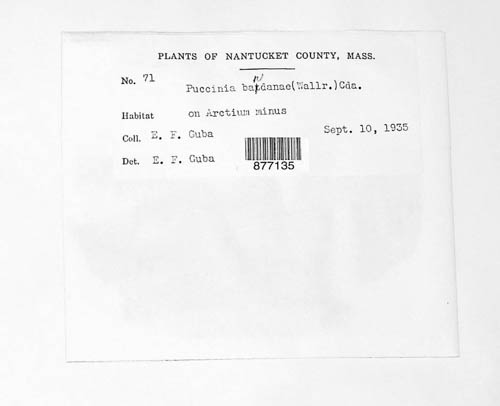 PLANTS OF NANTUCKET COUNTY, MASS.
No. 71
Puccinia bardanae(Wallr.)Cda.
Habitat on Arctium minus
Coll. E. F. Guba Sept. 10, 1935
Det. E. F. Guba
877135